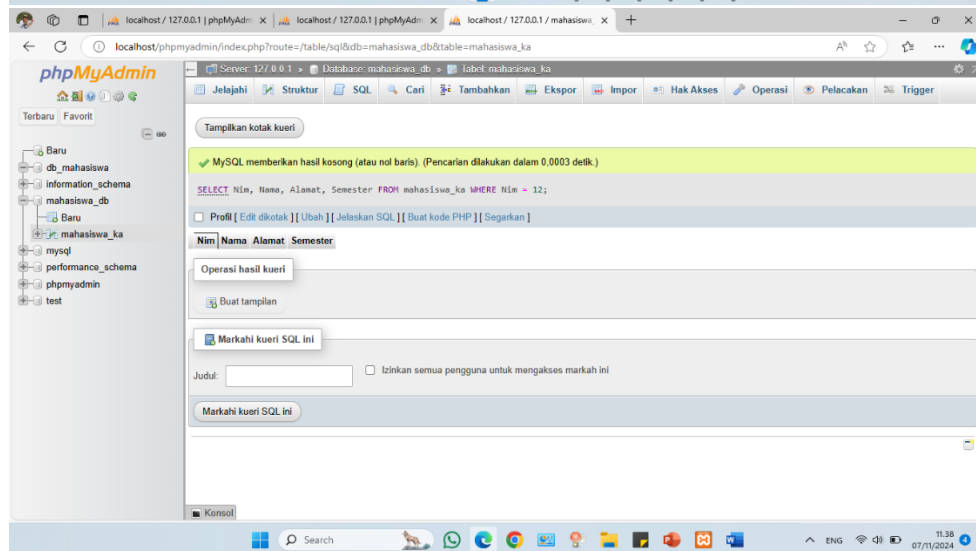 localhost / 127.0.0.1 | phpMyAdm
localhost / 127.0.0.1 | phpMyAdm
localhost / 127.0.0.1 / mahasiswa_
localhost/phpmyadmin/index.php?route=/table/sql&db=mahasiswa_db&table=mahasiswa_ka
phpMyAdmin
Terbaru Favorit
Baru
db_mahasiswa
information_schema
mahasiswa_db
Baru
mahasiswa_ka
mysql
performance_schema
phpmyadmin
test
Server: 127.0.0.1 » Database: mahasiswa_db » Tabel: mahasiswa_ka
Jelajahi Struktur SQL Cari Tambahkan Ekspor Impor Hak Akses Operasi Pelacakan Trigger
Tampilkan kotak kueri
MySQL memberikan hasil kosong (atau nol baris). (Pencarian dilakukan dalam 0,0003 detik.)
SELECT Nim, Nama, Alamat, Semester FROM mahasiswa_ka WHERE Nim = 12;
Profil [ Edit dikotak ] [ Ubah ] [ Jelaskan SQL ] [ Buat kode PHP ] [ Segarkan ]
Nim Nama Alamat Semester
Operasi hasil kueri
Buat tampilan
Markahi kueri SQL ini
Judul:
Izinkan semua pengguna untuk mengakses markah ini
Markahi kueri SQL ini
Konsol
Search
ENG
11.38
07/11/2024